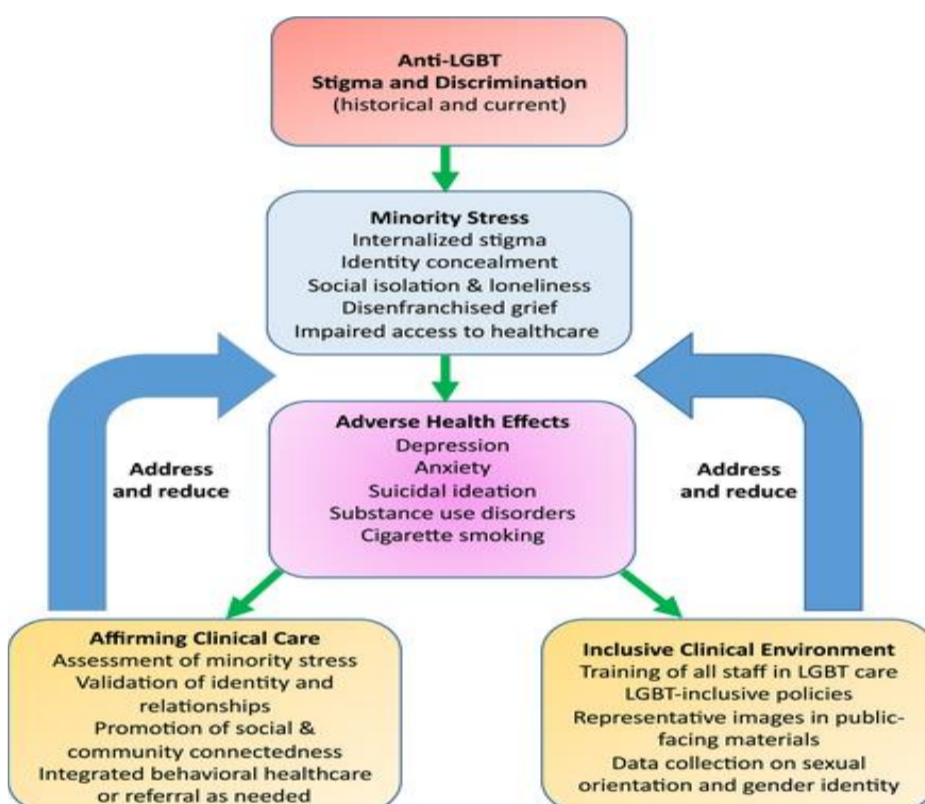 Anti-LGBT
Stigma and Discrimination
(historical and current)
Minority Stress
Internalized stigma
Identity concealment
Social isolation & loneliness
Disenfranchised grief
Impaired access to healthcare
Adverse Health Effects
Depression
Anxiety
Suicidal ideation
Substance use disorders
Cigarette smoking
Address
and reduce
Address
and reduce
Affirming Clinical Care
Assessment of minority stress
Validation of identity and
relationships
Promotion of social &
community connectedness
Integrated behavioral healthcare
or referral as needed
Inclusive Clinical Environment
Training of all staff in LGBT care
LGBT-inclusive policies
Representative images in public-
facing materials
Data collection on sexual
orientation and gender identity